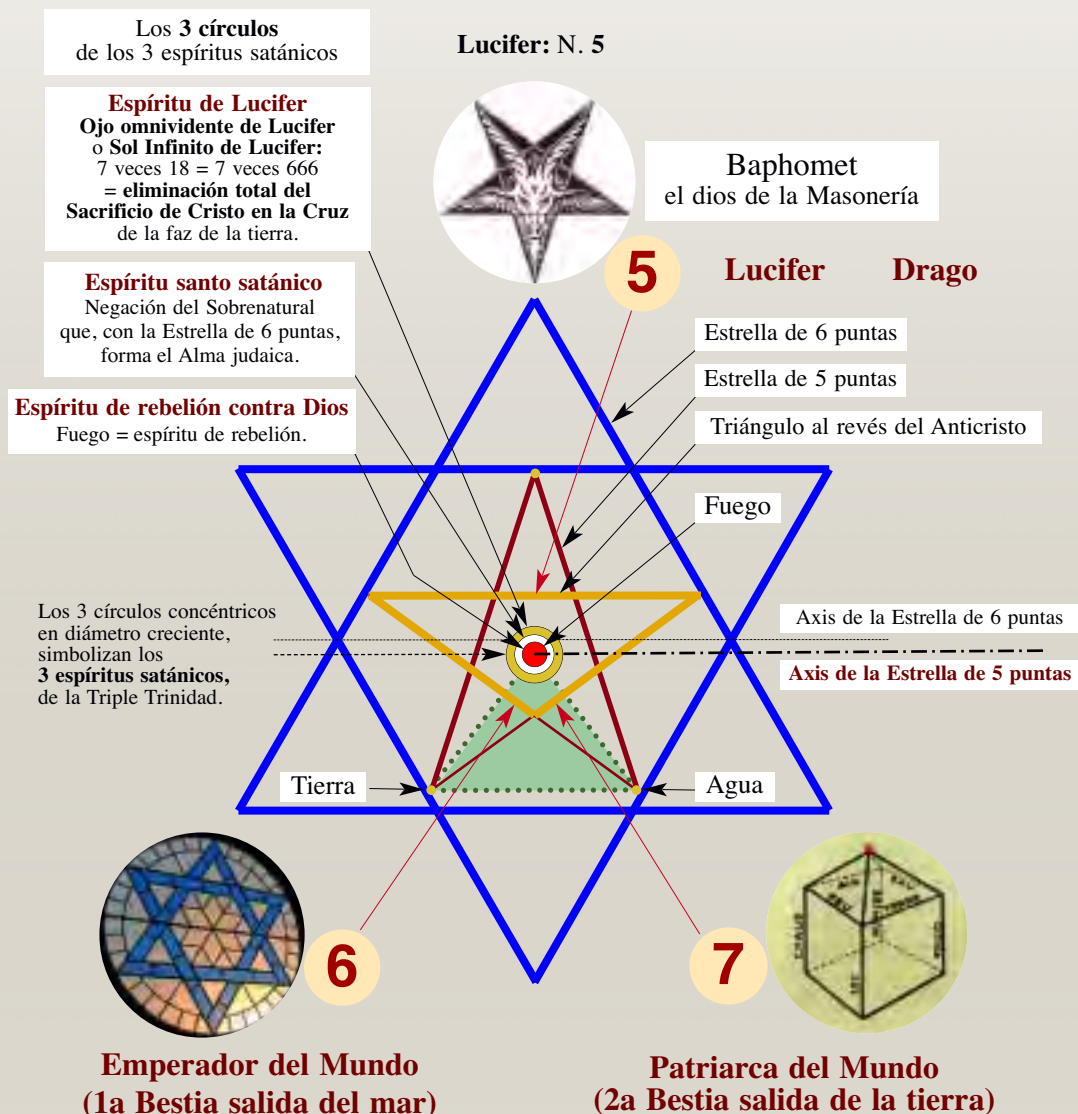 Los 3 círculos
de los 3 espíritus satánicos
Lucifer: N. 5
Espíritu de Lucifer
Ojo omnividente de Lucifer
o Sol Infinito de Lucifer:
7 veces 18 = 7 veces 666
= eliminación total del
Sacrificio de Cristo en la Cruz
de la faz de la tierra.
Baphomet
el dios de la Masonería
5
Lucifer Drago
Espíritu santo satánico
Negación del Sobrenatural
que, con la Estrella de 6 puntas,
forma el Alma judaica.
Espíritu de rebelión contra Dios
Fuego = espíritu de rebelión.
Estrella de 6 puntas
Estrella de 5 puntas
Triángulo al revés del Anticristo
Fuego
Los 3 círculos concéntricos
en diámetro creciente,
simbolizan los
3 espíritus satánicos,
de la Triple Trinidad.
Axis de la Estrella de 6 puntas
Axis de la Estrella de 5 puntas
Tierra
Agua
6
7
Emperador del Mundo
(1a Bestia salida del mar)
Patriarca del Mundo
(2a Bestia salida de la tierra)